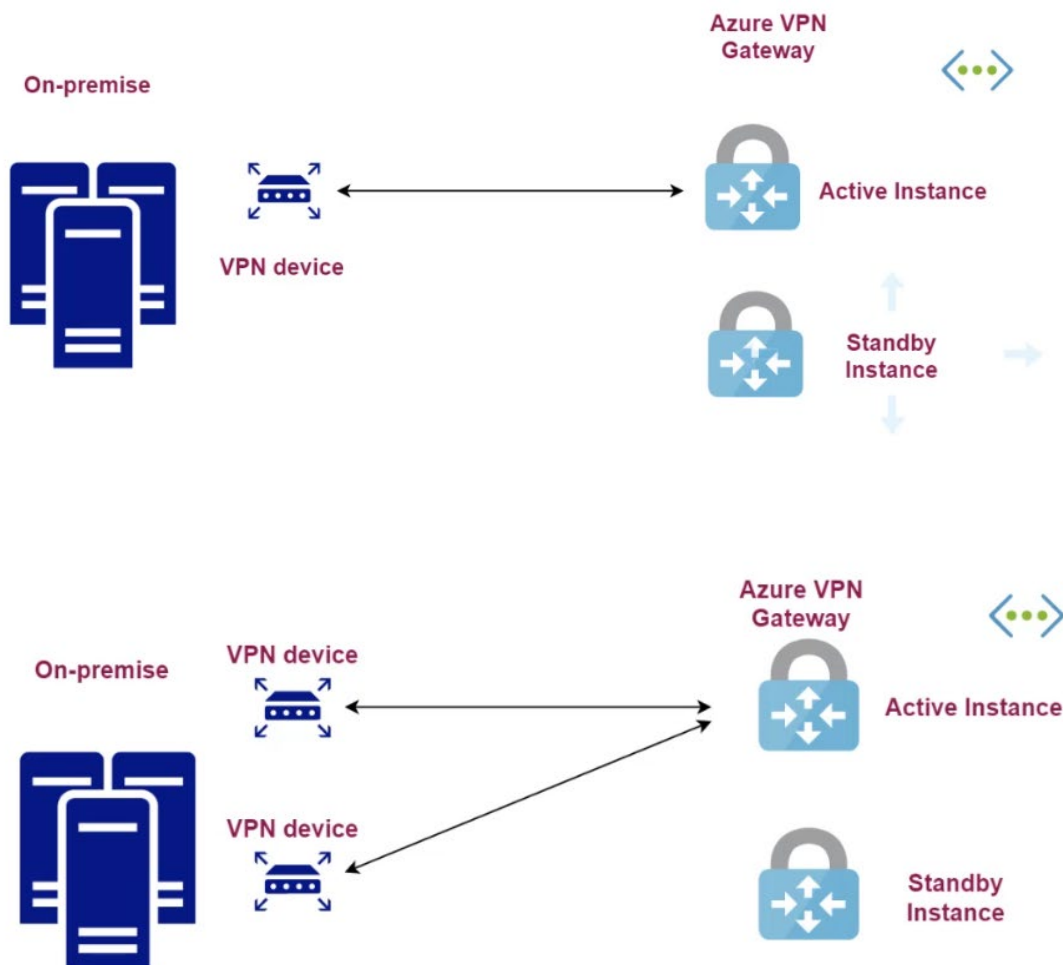 Azure VPN
Gateway
On-premise
Active Instance
VPN device
Standby
Instance
Azure VPN
Gateway
VPN device
On-premise
Active Instance
VPN device
Standby
Instance